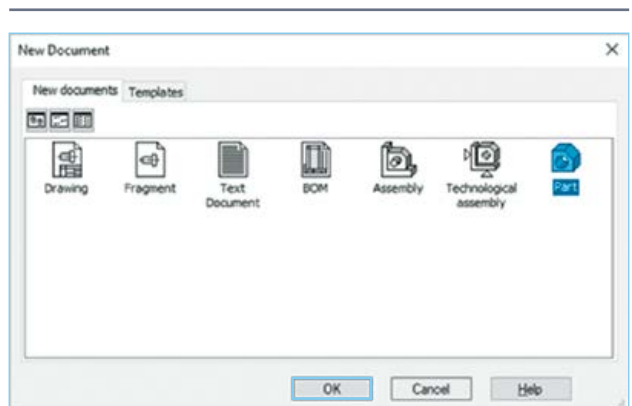 New Document
New documents Templates
Drawing Fragment Text Document BOM Assembly Technological assembly Part
OK Cancel Help